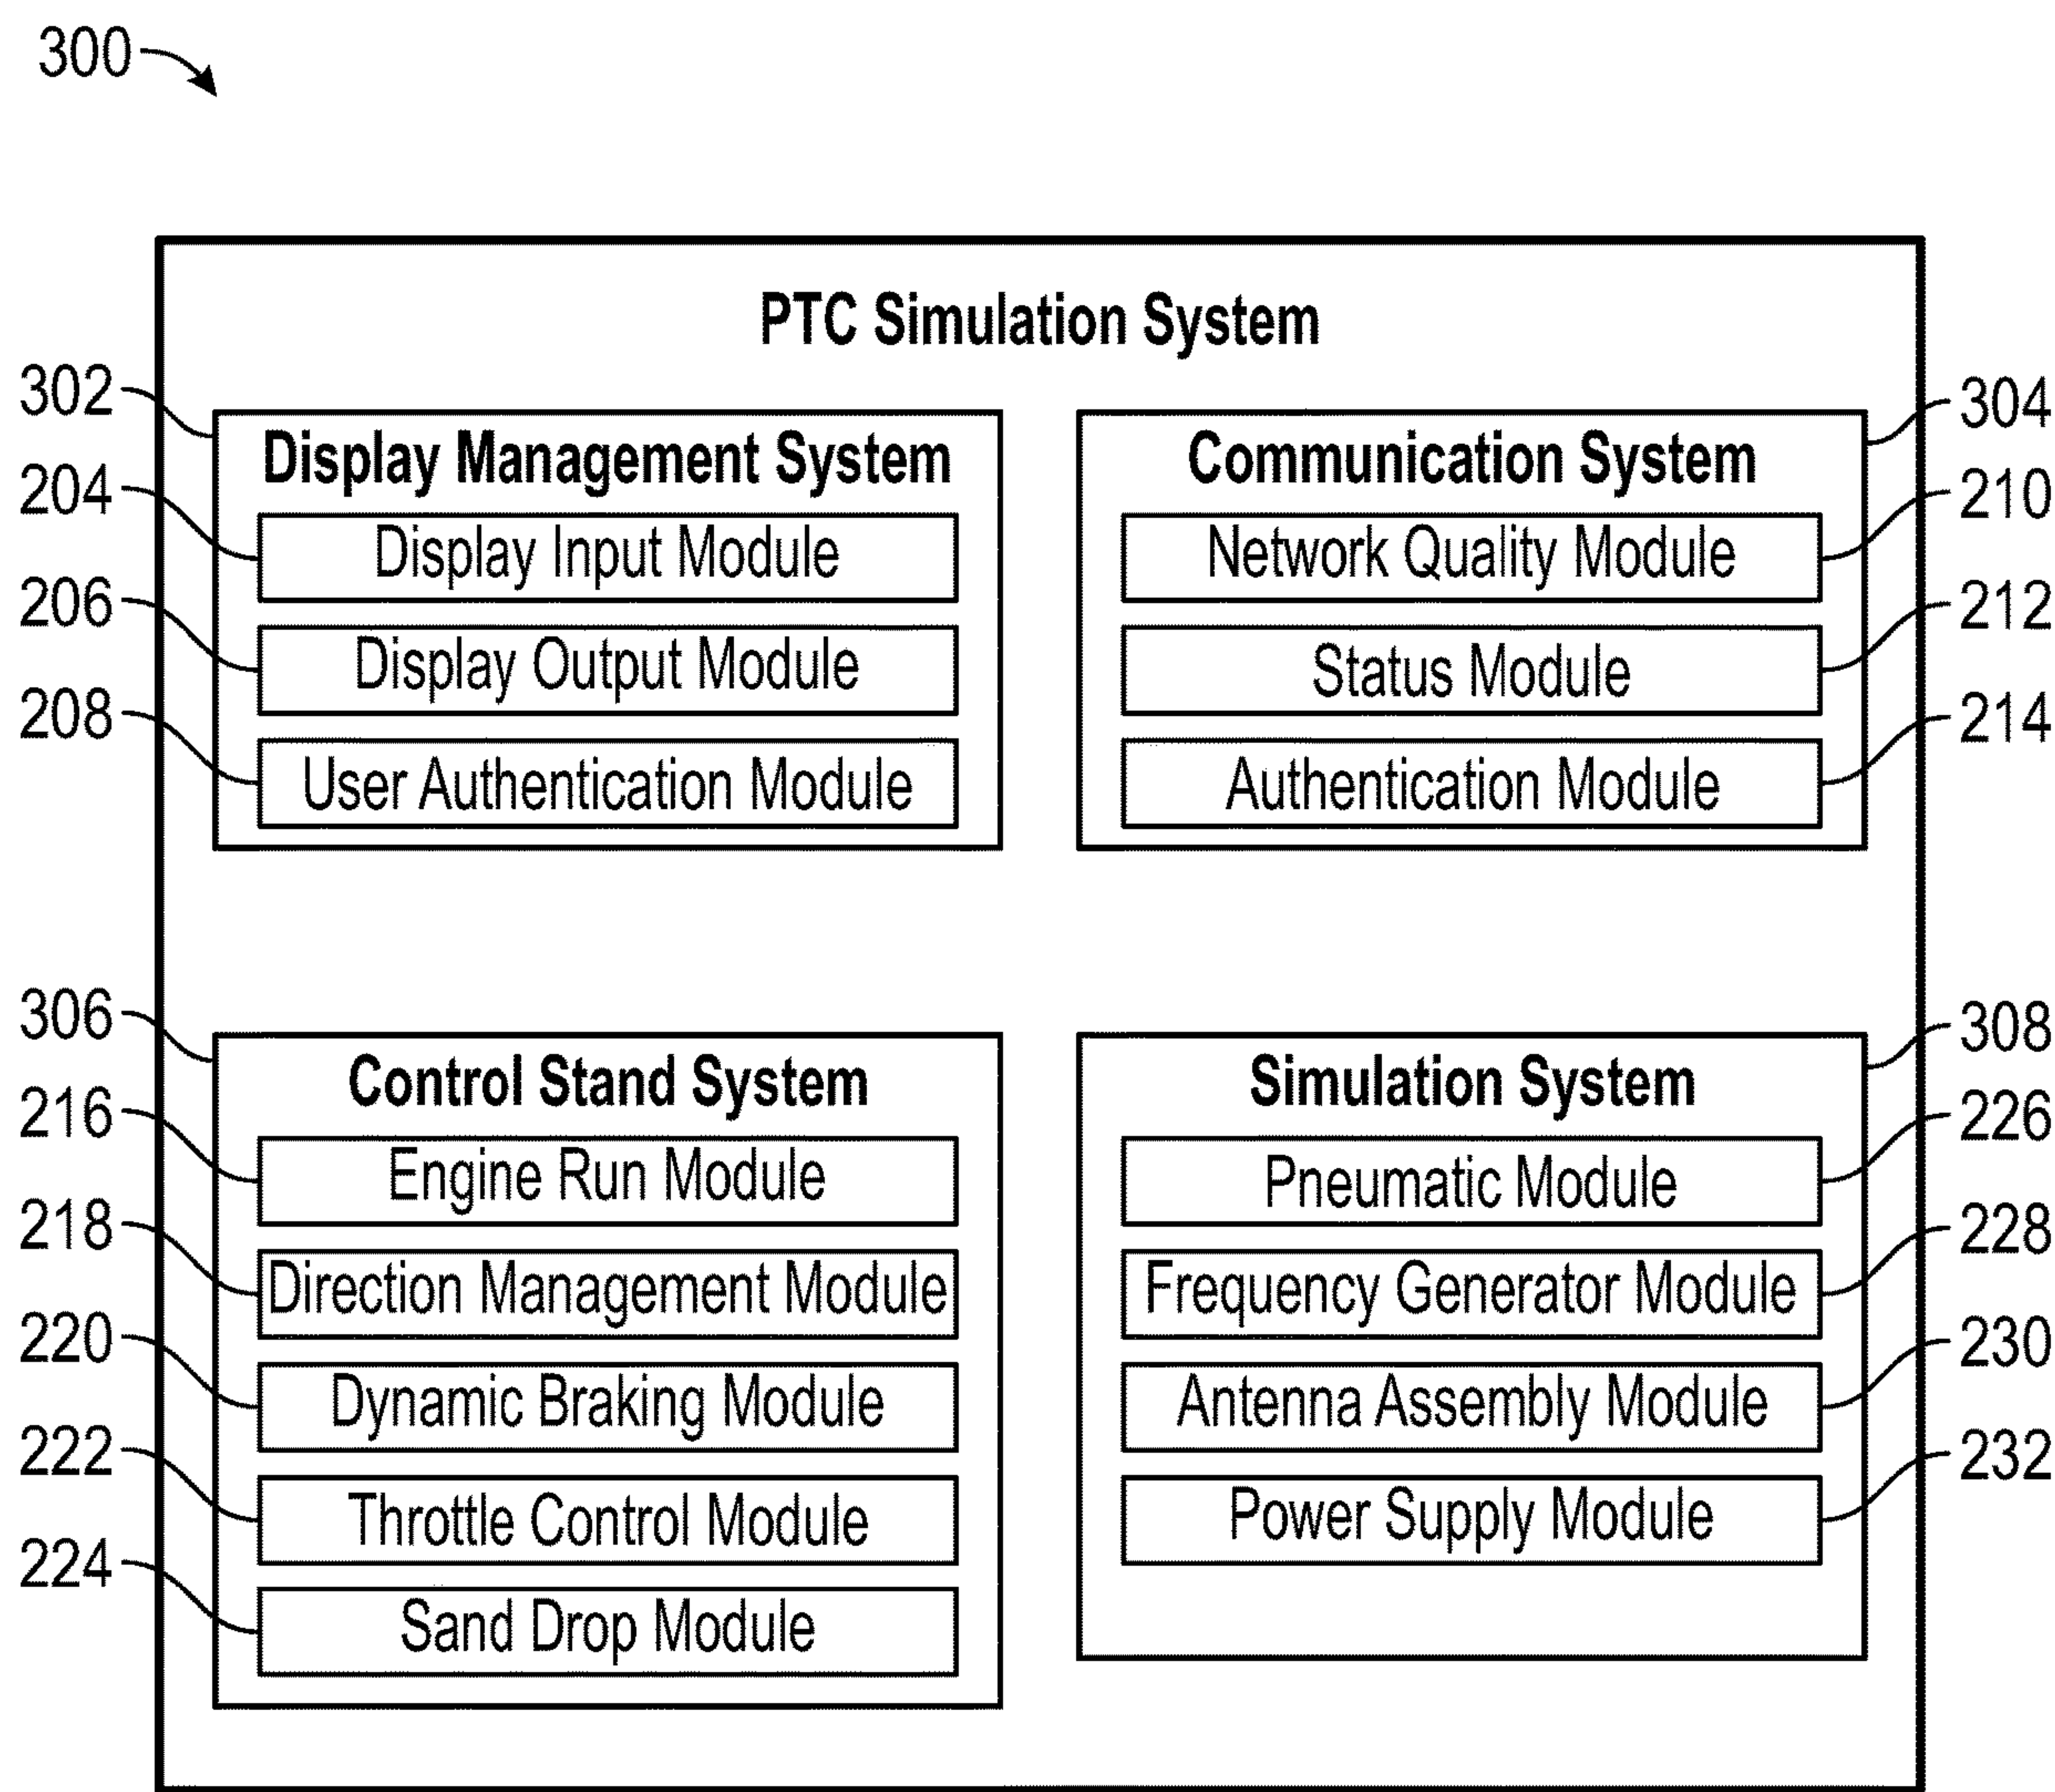 300
PTC Simulation System
302
Display Management System
204
Display Input Module
206
Display Output Module
208
User Authentication Module
304
Communication System
210
Network Quality Module
212
Status Module
214
Authentication Module
306
Control Stand System
216
Engine Run Module
218
Direction Management Module
220
Dynamic Braking Module
222
Throttle Control Module
224
Sand Drop Module
308
Simulation System
226
Pneumatic Module
228
Frequency Generator Module
230
Antenna Assembly Module
232
Power Supply Module